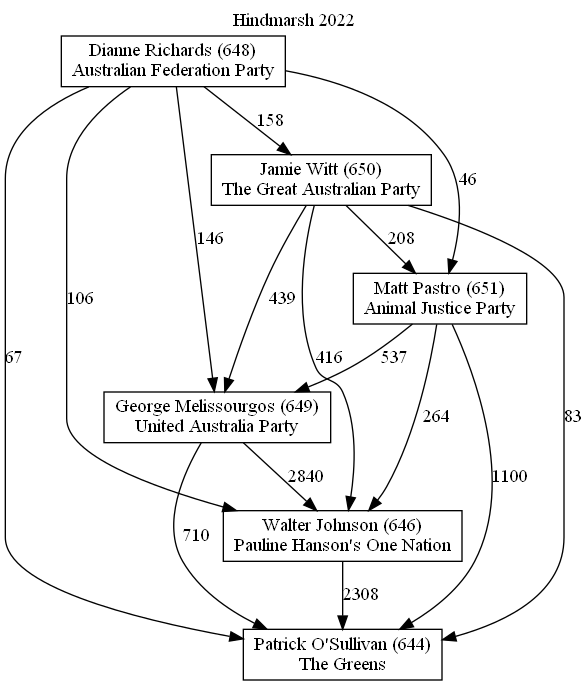 Hindmarsh 2022
Dianne Richards (648)
Australian Federation Party
158
Jamie Witt (650)
The Great Australian Party
46
146
439
208
106
Matt Pastro (651)
Animal Justice Party
67
416
537
83
George Melissourgos (649)
United Australia Party
264
2840
1100
710
Walter Johnson (646)
Pauline Hanson's One Nation
2308
Patrick O'Sullivan (644)
The Greens